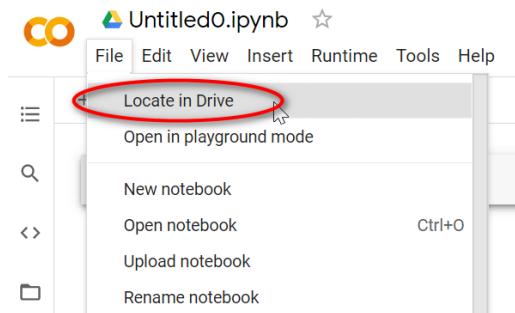 Untitled0.ipynb
File Edit View Insert Runtime Tools Help
Locate in Drive
Open in playground mode
New notebook
Open notebook Ctrl+O
Upload notebook
Rename notebook